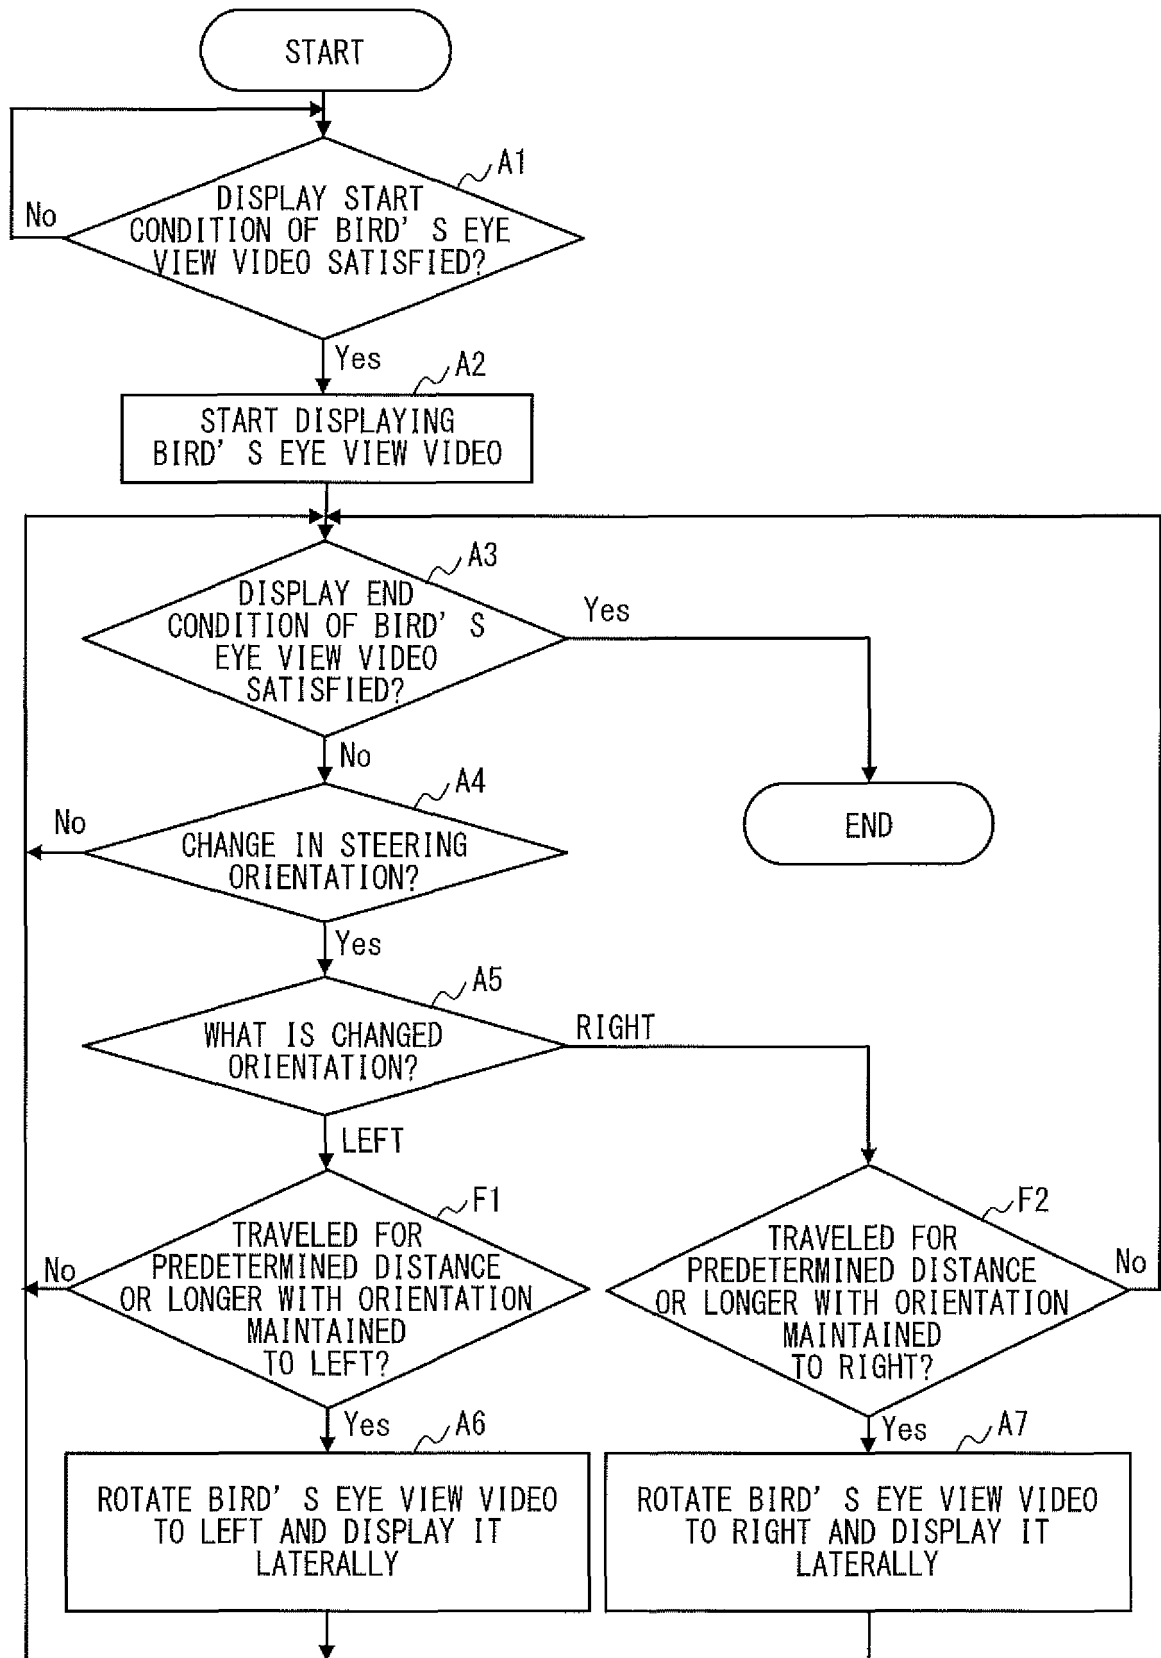 START
A1
DISPLAY START
CONDITION OF BIRD' S EYE
VIEW VIDEO SATISFIED?
No
Yes
A2
START DISPLAYING
BIRD' S EYE VIEW VIDEO
A3
DISPLAY END
CONDITION OF BIRD' S
EYE VIEW VIDEO
SATISFIED?
Yes
No
END
A4
CHANGE IN STEERING
ORIENTATION?
No
Yes
A5
WHAT IS CHANGED
ORIENTATION?
RIGHT
LEFT
F1
TRAVELED FOR
PREDETERMINED DISTANCE
OR LONGER WITH ORIENTATION
MAINTAINED
TO LEFT?
No
Yes
F2
TRAVELED FOR
PREDETERMINED DISTANCE
OR LONGER WITH ORIENTATION
MAINTAINED
TO RIGHT?
No
Yes
A6
ROTATE BIRD' S EYE VIEW VIDEO
TO LEFT AND DISPLAY IT
LATERALLY
A7
ROTATE BIRD' S EYE VIEW VIDEO
TO RIGHT AND DISPLAY IT
LATERALLY